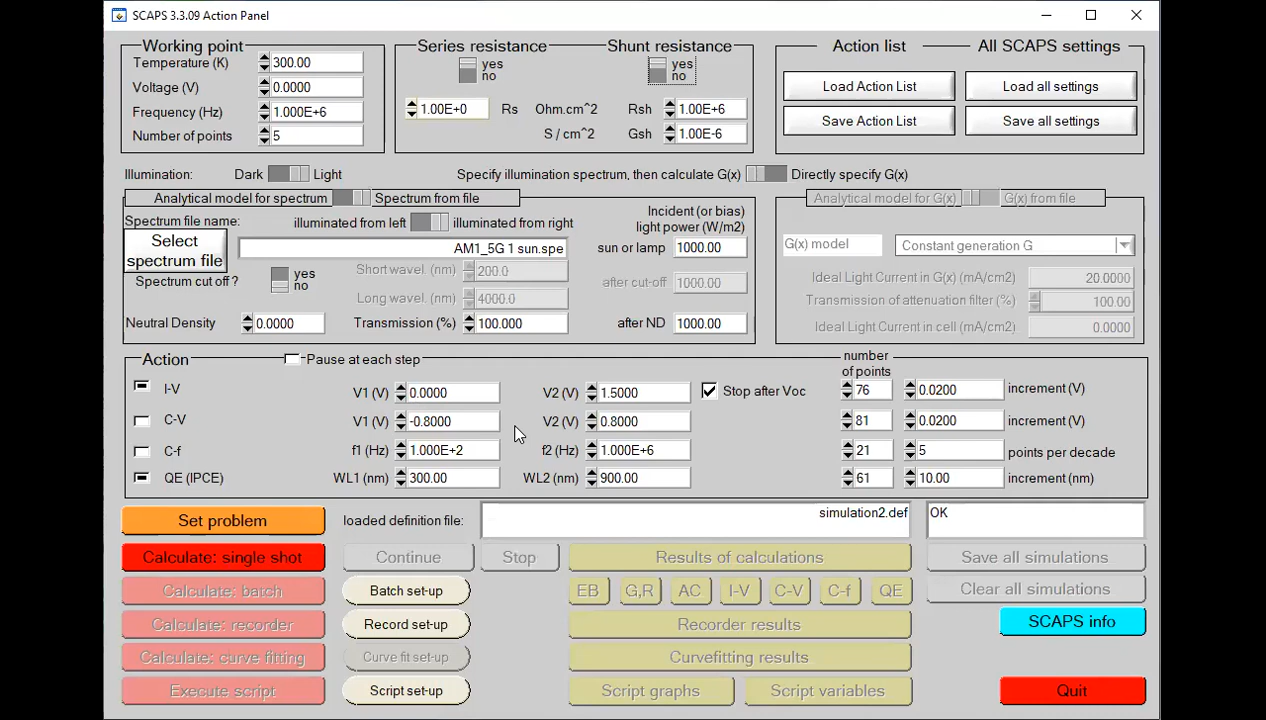 SCAPS 3.3.09 Action Panel
Working point
Temperature (K) 300.00
Voltage (V) 0.0000
Frequency (Hz) 1.000E+6
Number of points 5
Series resistance
yes
no
Shunt resistance
yes
no
1.00E+0 Rs Ohm.cm^2 Rsh 1.00E+6
S / cm^2 Gsh 1.00E-6
Action list
Load Action List
Save Action List
All SCAPS settings
Load all settings
Save all settings
Illumination: Dark Light Specify illumination spectrum, then calculate G(x) Directly specify G(x)
Analytical model for spectrum Spectrum from file
Spectrum file name: illuminated from left illuminated from right
Incident (or bias)
light power (W/m2)
Select
spectrum file
AM1_5G 1 sun.spe
sun or lamp 1000.00
Spectrum cut off ? yes
no
Short wavel. (nm) 200.0
after cut-off 1000.00
Long wavel. (nm) 4000.0
Neutral Density 0.0000 Transmission (%) 100.000 after ND 1000.00
Analytical model for G(x) G(x) from file
G(x) model Constant generation G
Ideal Light Current in G(x) (mA/cm2) 20.0000
Transmission of attenuation filter (%) 100.00
Ideal Light Current in cell (mA/cm2) 0.0000
Action Pause at each step
number
of points
I-V V1 (V) 0.0000 V2 (V) 1.5000 Stop after Voc 76 0.0200 increment (V)
C-V V1 (V) -0.8000 V2 (V) 0.8000 81 0.0200 increment (V)
C-f f1 (Hz) 1.000E+2 f2 (Hz) 1.000E+6 21 5 points per decade
QE (IPCE) WL1 (nm) 300.00 WL2 (nm) 900.00 61 10.00 increment (nm)
Set problem loaded definition file: simulation2.def OK
Calculate: single shot Continue Stop Results of calculations Save all simulations
Calculate: batch Batch set-up EB G,R AC I-V C-V C-f QE Clear all simulations
Calculate: recorder Record set-up Recorder results SCAPS info
Calculate: curve fitting Curve fit set-up Curvefitting results
Execute script Script set-up Script graphs Script variables Quit